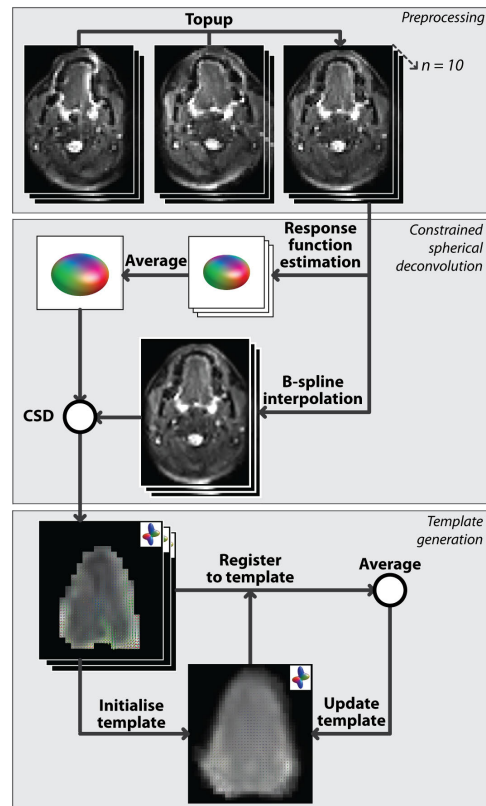 Topup
Preprocessing
n = 10
Constrained
spherical
deconvolution
Response
function
estimation
Average
B-spline
interpolation
CSD
Template
generation
Register
to template
Average
Initialise
template
Update
template